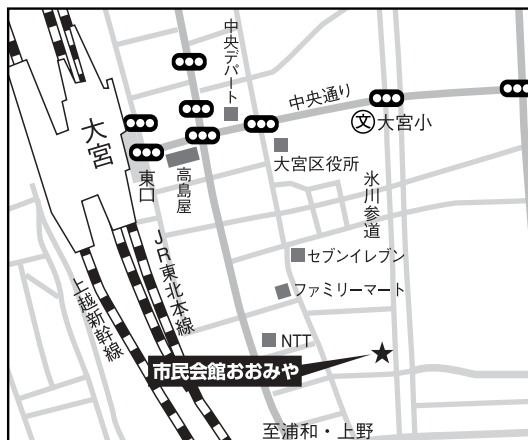 中央デパート
中央通り
大宮小
文
大宮
東口
高島屋
大宮区役所
氷川参道
セブンイレブン
JR東北本線
上越新幹線
ファミリーマート
NTT
市民会館おおみや
至浦和・上野